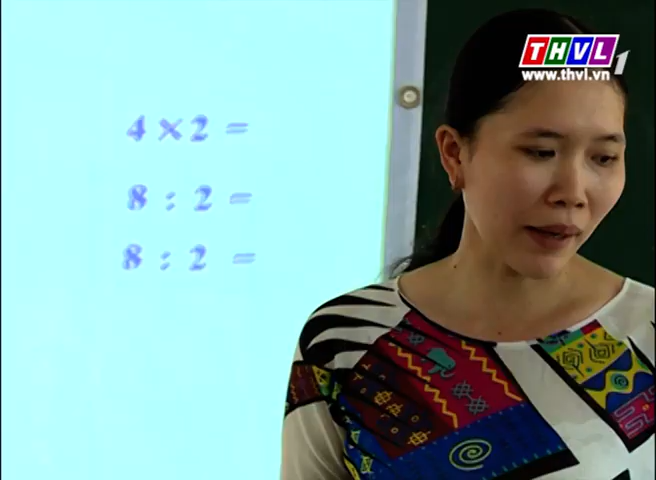 THVL1
www.thvl.vn
4 × 2 =
8 : 2 =
8 : 2 =